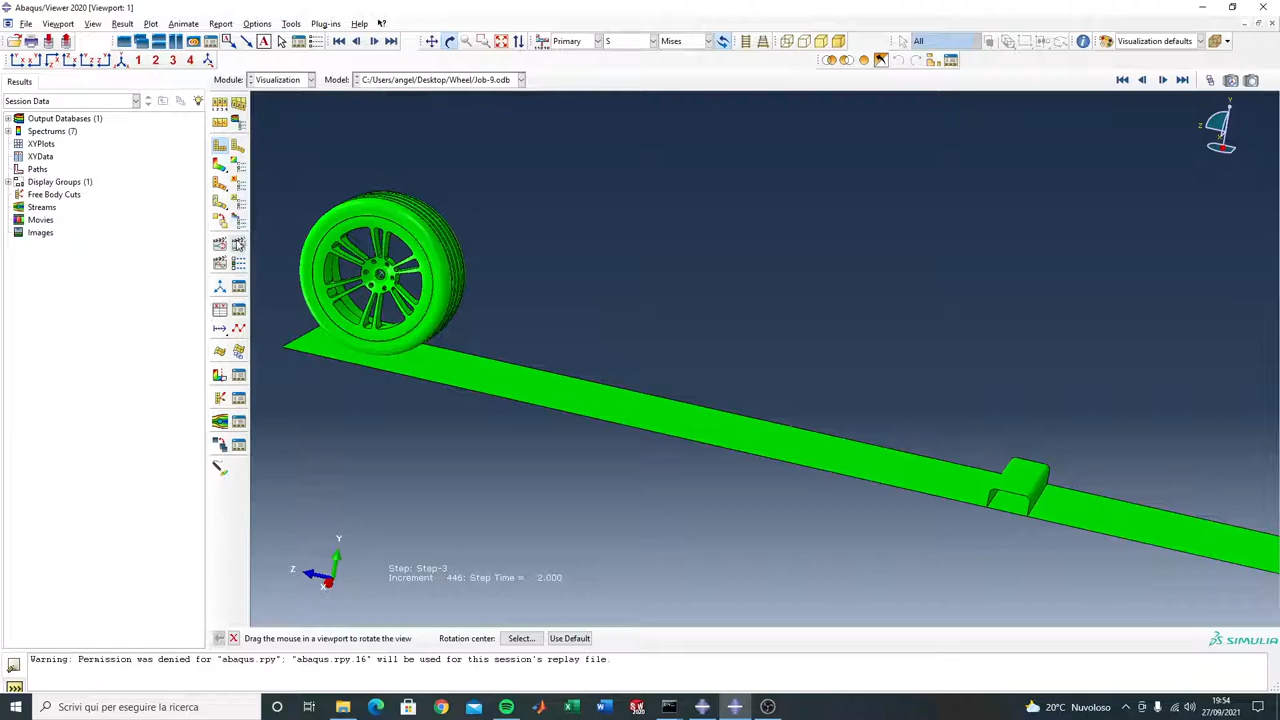 Abaqus/Viewer 2020 [Viewport: 1]
File Viewport View Result Plot Animate Report Options Tools Plug-ins Help
Primary S Mises All Visualization defaults
1 2 3 4
Results Module: Visualization Model: C:/Users/angel/Desktop/Wheel/Job-9.odb
Session Data
Output Databases (1)
Spectrums (7)
XYPlots
XYData
Paths
Display Groups (1)
Free Body Cuts
Streams
Movies
Images
Y
Z
Y
Z
X
Step: Step-3
Increment 446: Step Time = 2.000
Drag the mouse in a viewport to rotate the view Rotation center: Select... Use Default
SIMULIA
Warning: Permission was denied for "abaqus.rpy"; "abaqus.rpy.16" will be used for this session's replay file.
Scrivi qui per eseguire la ricerca
20°C Nuvoloso
19:54
27/09/2021